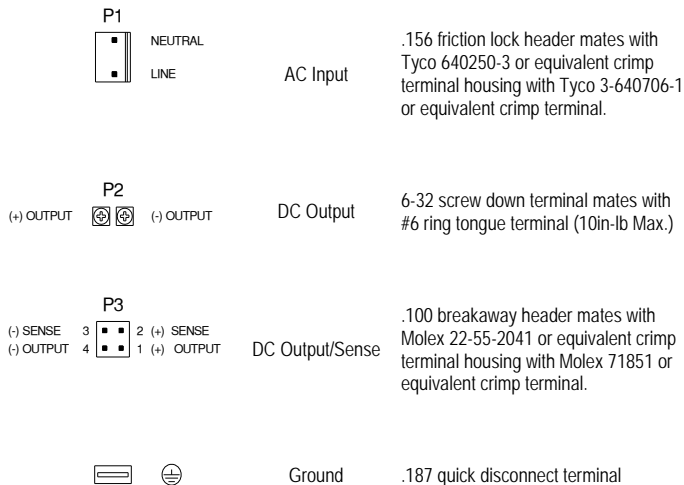 P1
NEUTRAL
LINE
AC Input
.156 friction lock header mates with
Tyco 640250-3 or equivalent crimp
terminal housing with Tyco 3-640706-1
or equivalent crimp terminal.
P2
(+) OUTPUT
(-) OUTPUT
DC Output
6-32 screw down terminal mates with
#6 ring tongue terminal (10in-lb Max.)
P3
(-) SENSE 3 2 (+) SENSE
(-) OUTPUT 4 1 (+) OUTPUT
DC Output/Sense
.100 breakaway header mates with
Molex 22-55-2041 or equivalent crimp
terminal housing with Molex 71851 or
equivalent crimp terminal.
Ground
.187 quick disconnect terminal